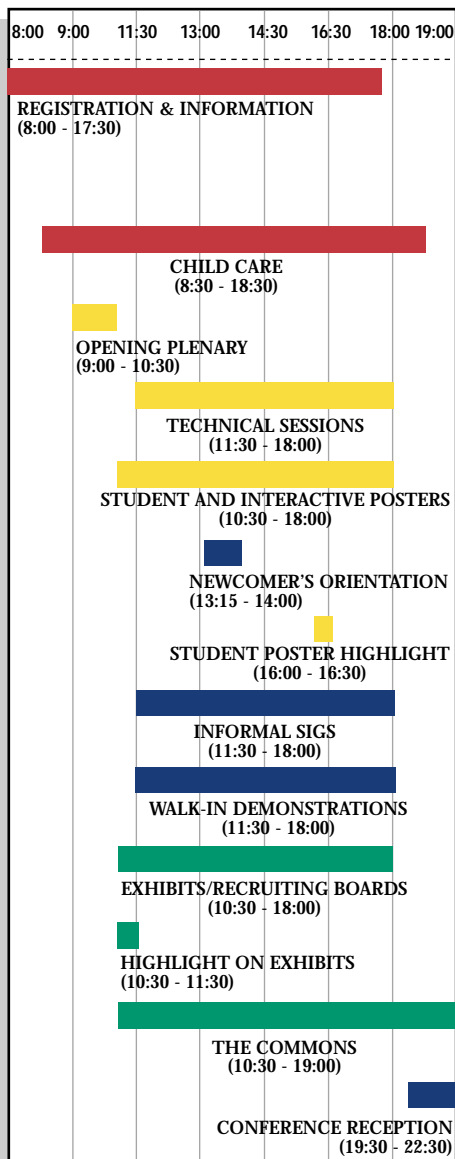 8:00 9:00 11:30 13:00 14:30 16:30 18:00 19:00
REGISTRATION & INFORMATION
(8:00 - 17:30)
CHILD CARE
(8:30 - 18:30)
OPENING PLENARY
(9:00 - 10:30)
TECHNICAL SESSIONS
(11:30 - 18:00)
STUDENT AND INTERACTIVE POSTERS
(10:30 - 18:00)
NEWCOMER'S ORIENTATION
(13:15 - 14:00)
STUDENT POSTER HIGHLIGHT
(16:00 - 16:30)
INFORMAL SIGS
(11:30 - 18:00)
WALK-IN DEMONSTRATIONS
(11:30 - 18:00)
EXHIBITS/RECRUITING BOARDS
(10:30 - 18:00)
HIGHLIGHT ON EXHIBITS
(10:30 - 11:30)
THE COMMONS
(10:30 - 19:00)
CONFERENCE RECEPTION
(19:30 - 22:30)